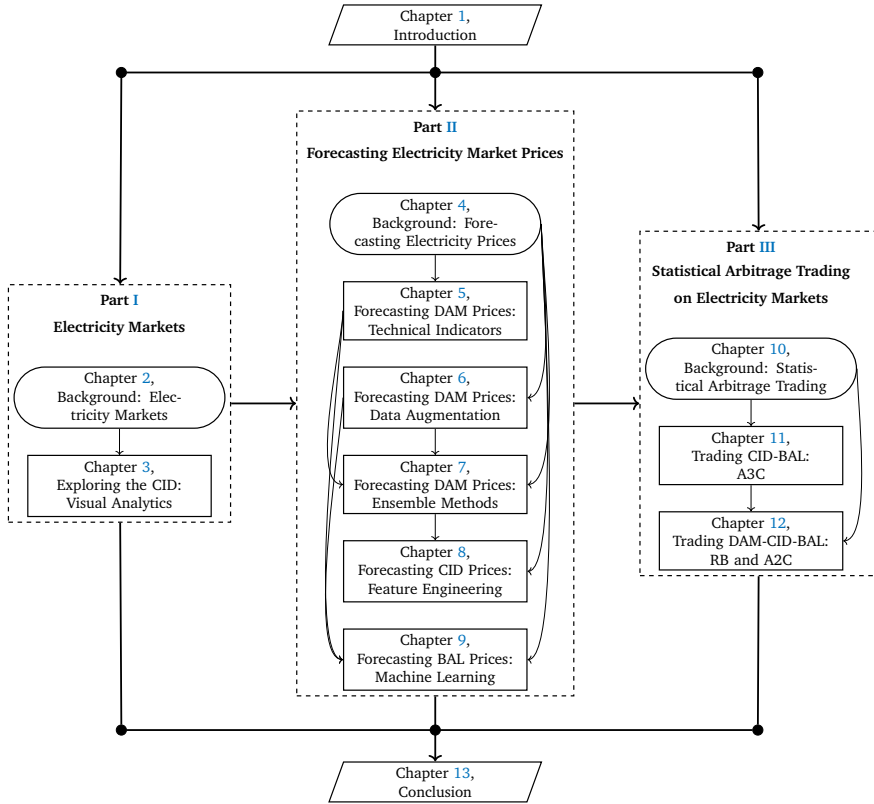 Chapter 1,
Introduction
Part I
Electricity Markets
Chapter 2,
Background: Elec-
tricity Markets
Chapter 3,
Exploring the CID:
Visual Analytics
Part II
Forecasting Electricity Market Prices
Chapter 4,
Background: Fore-
casting Electricity Prices
Chapter 5,
Forecasting DAM Prices:
Technical Indicators
Chapter 6,
Forecasting DAM Prices:
Data Augmentation
Chapter 7,
Forecasting DAM Prices:
Ensemble Methods
Chapter 8,
Forecasting CID Prices:
Feature Engineering
Chapter 9,
Forecasting BAL Prices:
Machine Learning
Part III
Statistical Arbitrage Trading
on Electricity Markets
Chapter 10,
Background: Statis-
tical Arbitrage Trading
Chapter 11,
Trading CID-BAL:
A3C
Chapter 12,
Trading DAM-CID-BAL:
RB and A2C
Chapter 13,
Conclusion